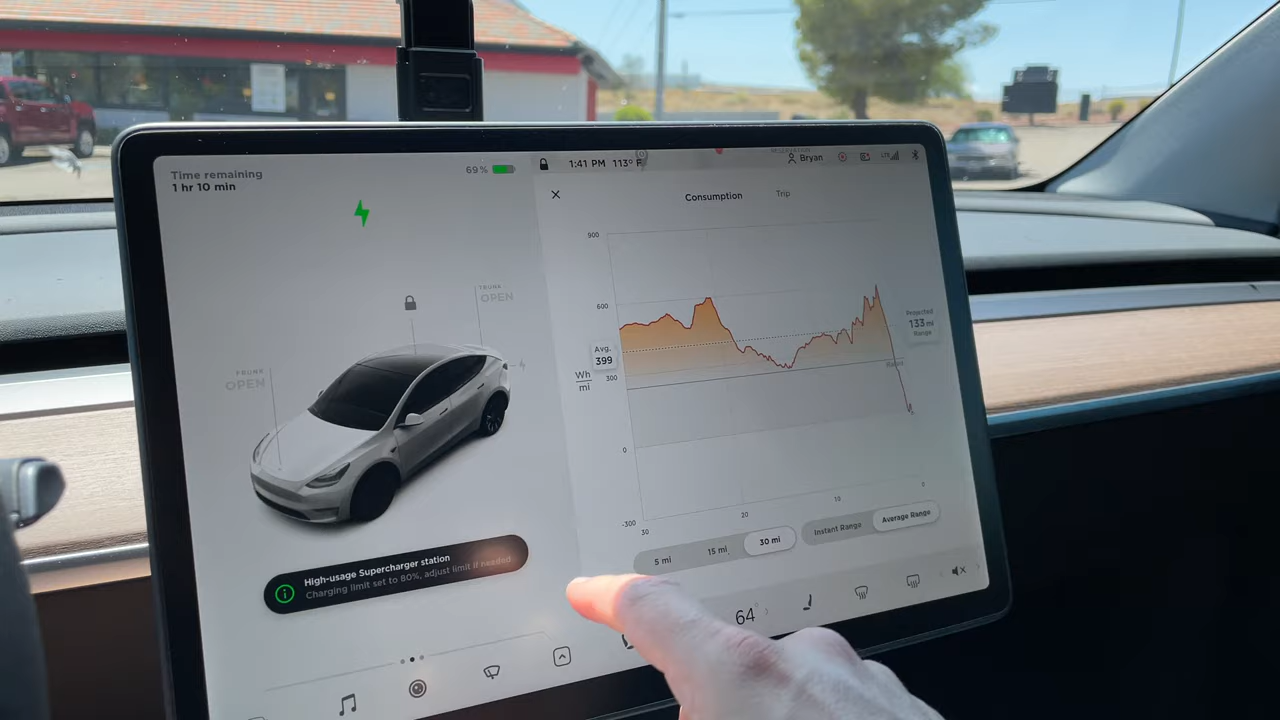 Time remaining
1 hr 10 min
69%
1:41 PM 113° F
Bryan
LTE
Consumption
Trip
900
600
300
0
-300
Wh
mi
Avg.
399
Projected
133 mi
Range
Rated
30
20
10
0
5 mi
15 mi
30 mi
Instant Range
Average Range
TRUNK
OPEN
FRUNK
OPEN
High-usage Supercharger station
Charging limit set to 80%, adjust limit if needed
64°